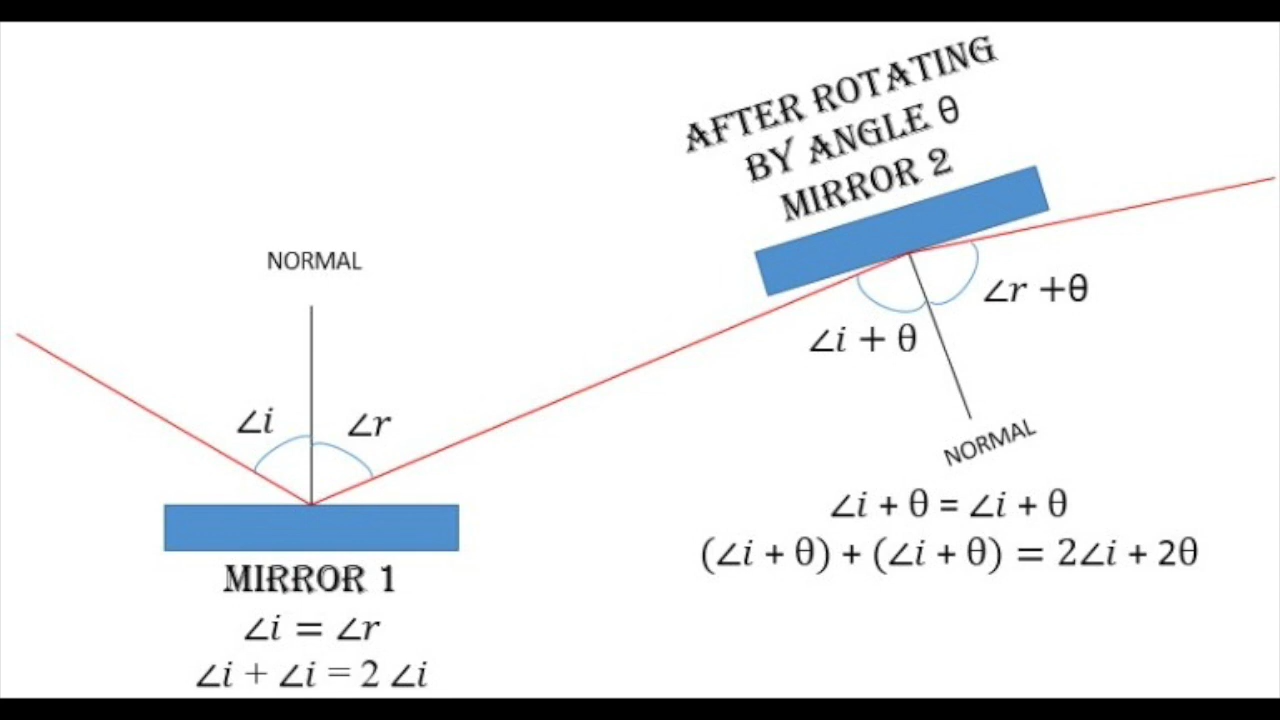 NORMAL
∠i
∠r
MIRROR 1
∠i = ∠r
∠i + ∠i = 2 ∠i
AFTER ROTATING
BY ANGLE θ
MIRROR 2
∠i + θ
∠r +θ
NORMAL
∠i + θ = ∠i + θ
(∠i + θ) + (∠i + θ) = 2∠i + 2θ